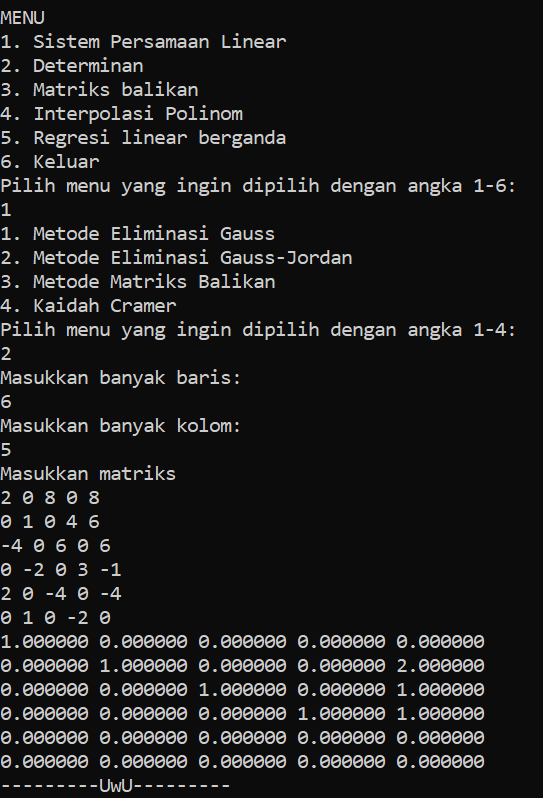 MENU
1. Sistem Persamaan Linear
2. Determinan
3. Matriks balikan
4. Interpolasi Polinom
5. Regresi linear berganda
6. Keluar
Pilih menu yang ingin dipilih dengan angka 1-6:
1
1. Metode Eliminasi Gauss
2. Metode Eliminasi Gauss-Jordan
3. Metode Matriks Balikan
4. Kaidah Cramer
Pilih menu yang ingin dipilih dengan angka 1-4:
2
Masukkan banyak baris:
6
Masukkan banyak kolom:
5
Masukkan matriks
2 0 8 0 8
0 1 0 4 6
-4 0 6 0 6
0 -2 0 3 -1
2 0 -4 0 -4
0 1 0 -2 0
1.000000 0.000000 0.000000 0.000000 0.000000
0.000000 1.000000 0.000000 0.000000 2.000000
0.000000 0.000000 1.000000 0.000000 1.000000
0.000000 0.000000 0.000000 1.000000 1.000000
0.000000 0.000000 0.000000 0.000000 0.000000
0.000000 0.000000 0.000000 0.000000 0.000000
---------UwU---------